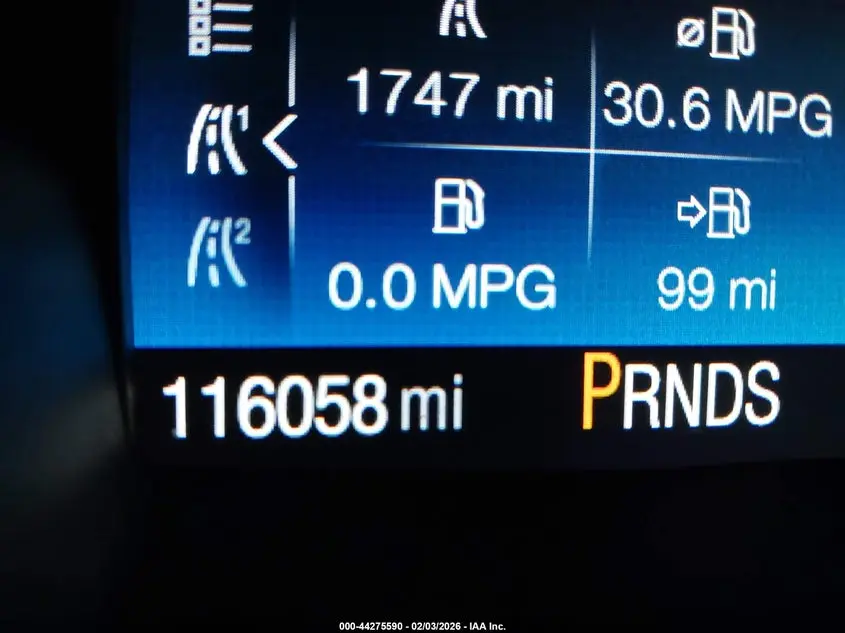 1747 mi
30.6 MPG
1
2
0.0 MPG
99 mi
116058 mi
PRNDS
000-44275590 - 02/03/2026 - IAA Inc.